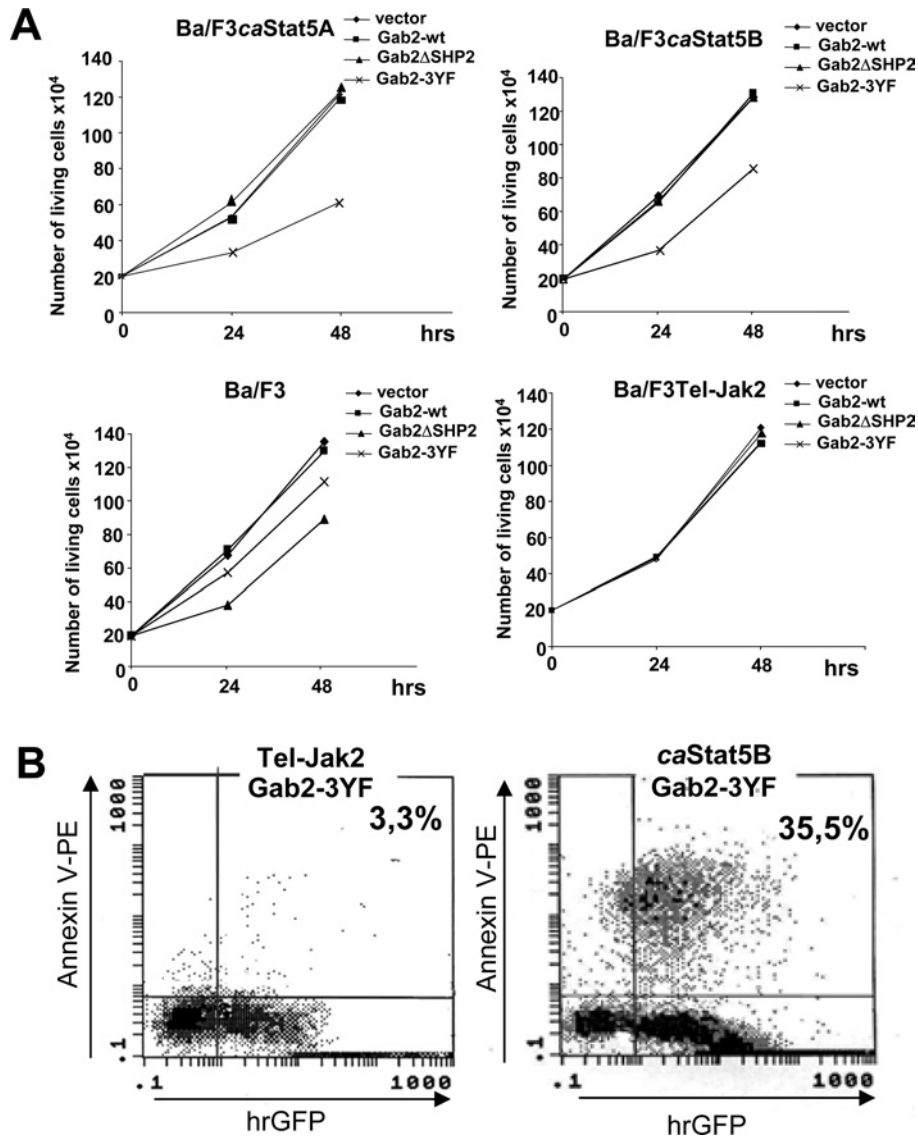 A
Ba/F3caStat5A
vector
Gab2-wt
Gab2ΔSHP2
Gab2-3YF
Number of living cells x10⁴
140
120
100
80
60
40
20
0
0 24 48 hrs
Ba/F3caStat5B
vector
Gab2-wt
Gab2ΔSHP2
Gab2-3YF
Number of living cells x10⁴
140
120
100
80
60
40
20
0
0 24 48 hrs
Ba/F3
vector
Gab2-wt
Gab2ΔSHP2
Gab2-3YF
Number of living cells x10⁴
140
120
100
80
60
40
20
0
0 24 48 hrs
Ba/F3Tel-Jak2
vector
Gab2-wt
Gab2ΔSHP2
Gab2-3YF
Number of living cells x10⁴
140
120
100
80
60
40
20
0
0 24 48 hrs
B
Tel-Jak2
Gab2-3YF
3,3%
Annexin V-PE
1000
.1
.1 1000
hrGFP
caStat5B
Gab2-3YF
35,5%
Annexin V-PE
1000
.1
.1 1000
hrGFP